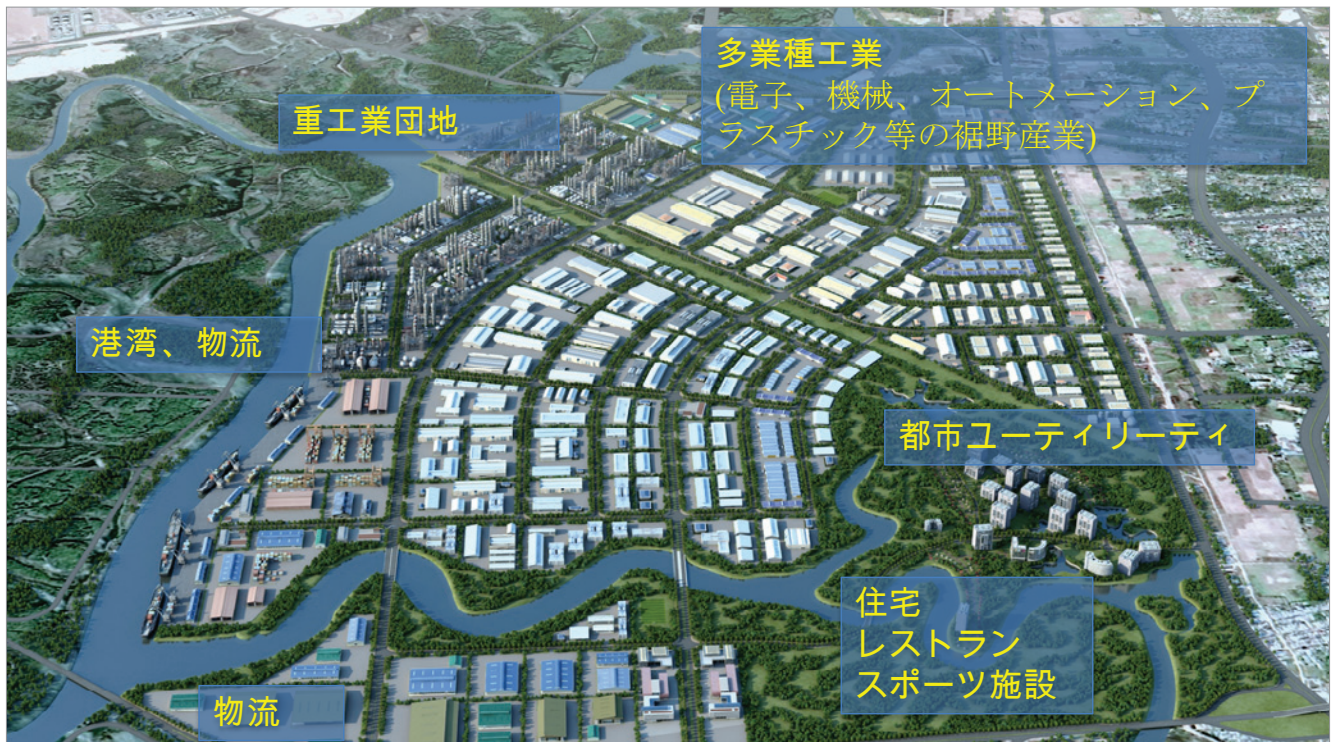 多業種工業
(電子、機械、オートメーション、プ
ラスチック等の裾野産業)
重工業団地
港湾、物流
都市ユーティリーティ
住宅
レストラン
スポーツ施設
物流